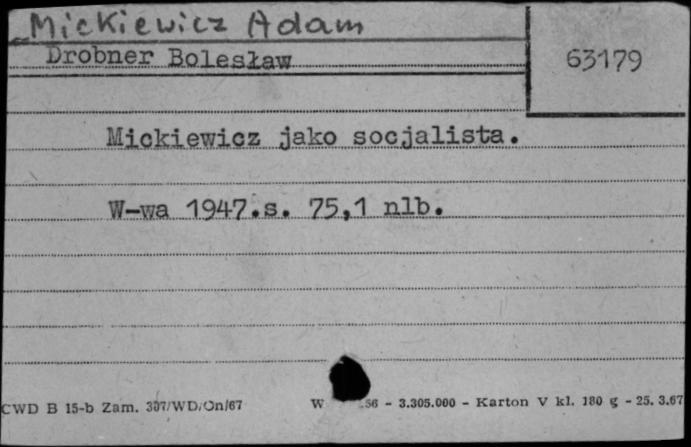 Mickiewicz Adam
Drobner Bolesław
63179
Mickiewicz jako socjalista.
W-wa 1947.s. 75,1 nlb.
CWD B 15-b Zam. 307/WD/On/67 W 56 - 3.305.000 - Karton V kl. 180 g - 25. 3.67